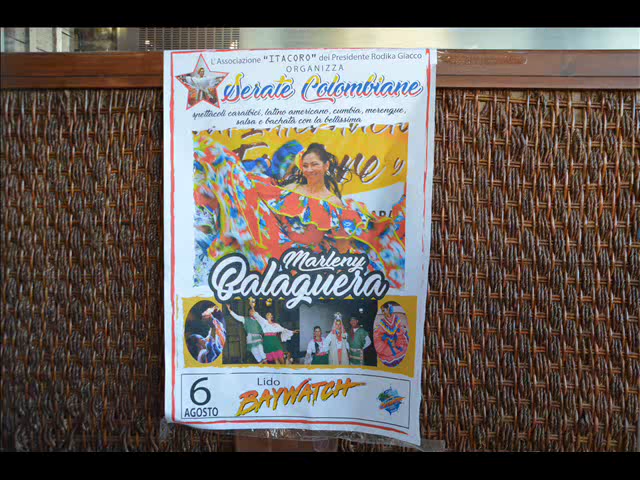 L'Associazione "ITACORO" del Presidente Rodika Giacco
ORGANIZZA
Serate Colombiane
spettacoli caraibici, latino americano, cumbia, merengue,
salsa e bachata con la bellissima
Marleny
Balaguera
6
AGOSTO
Lido
BAYWATCH